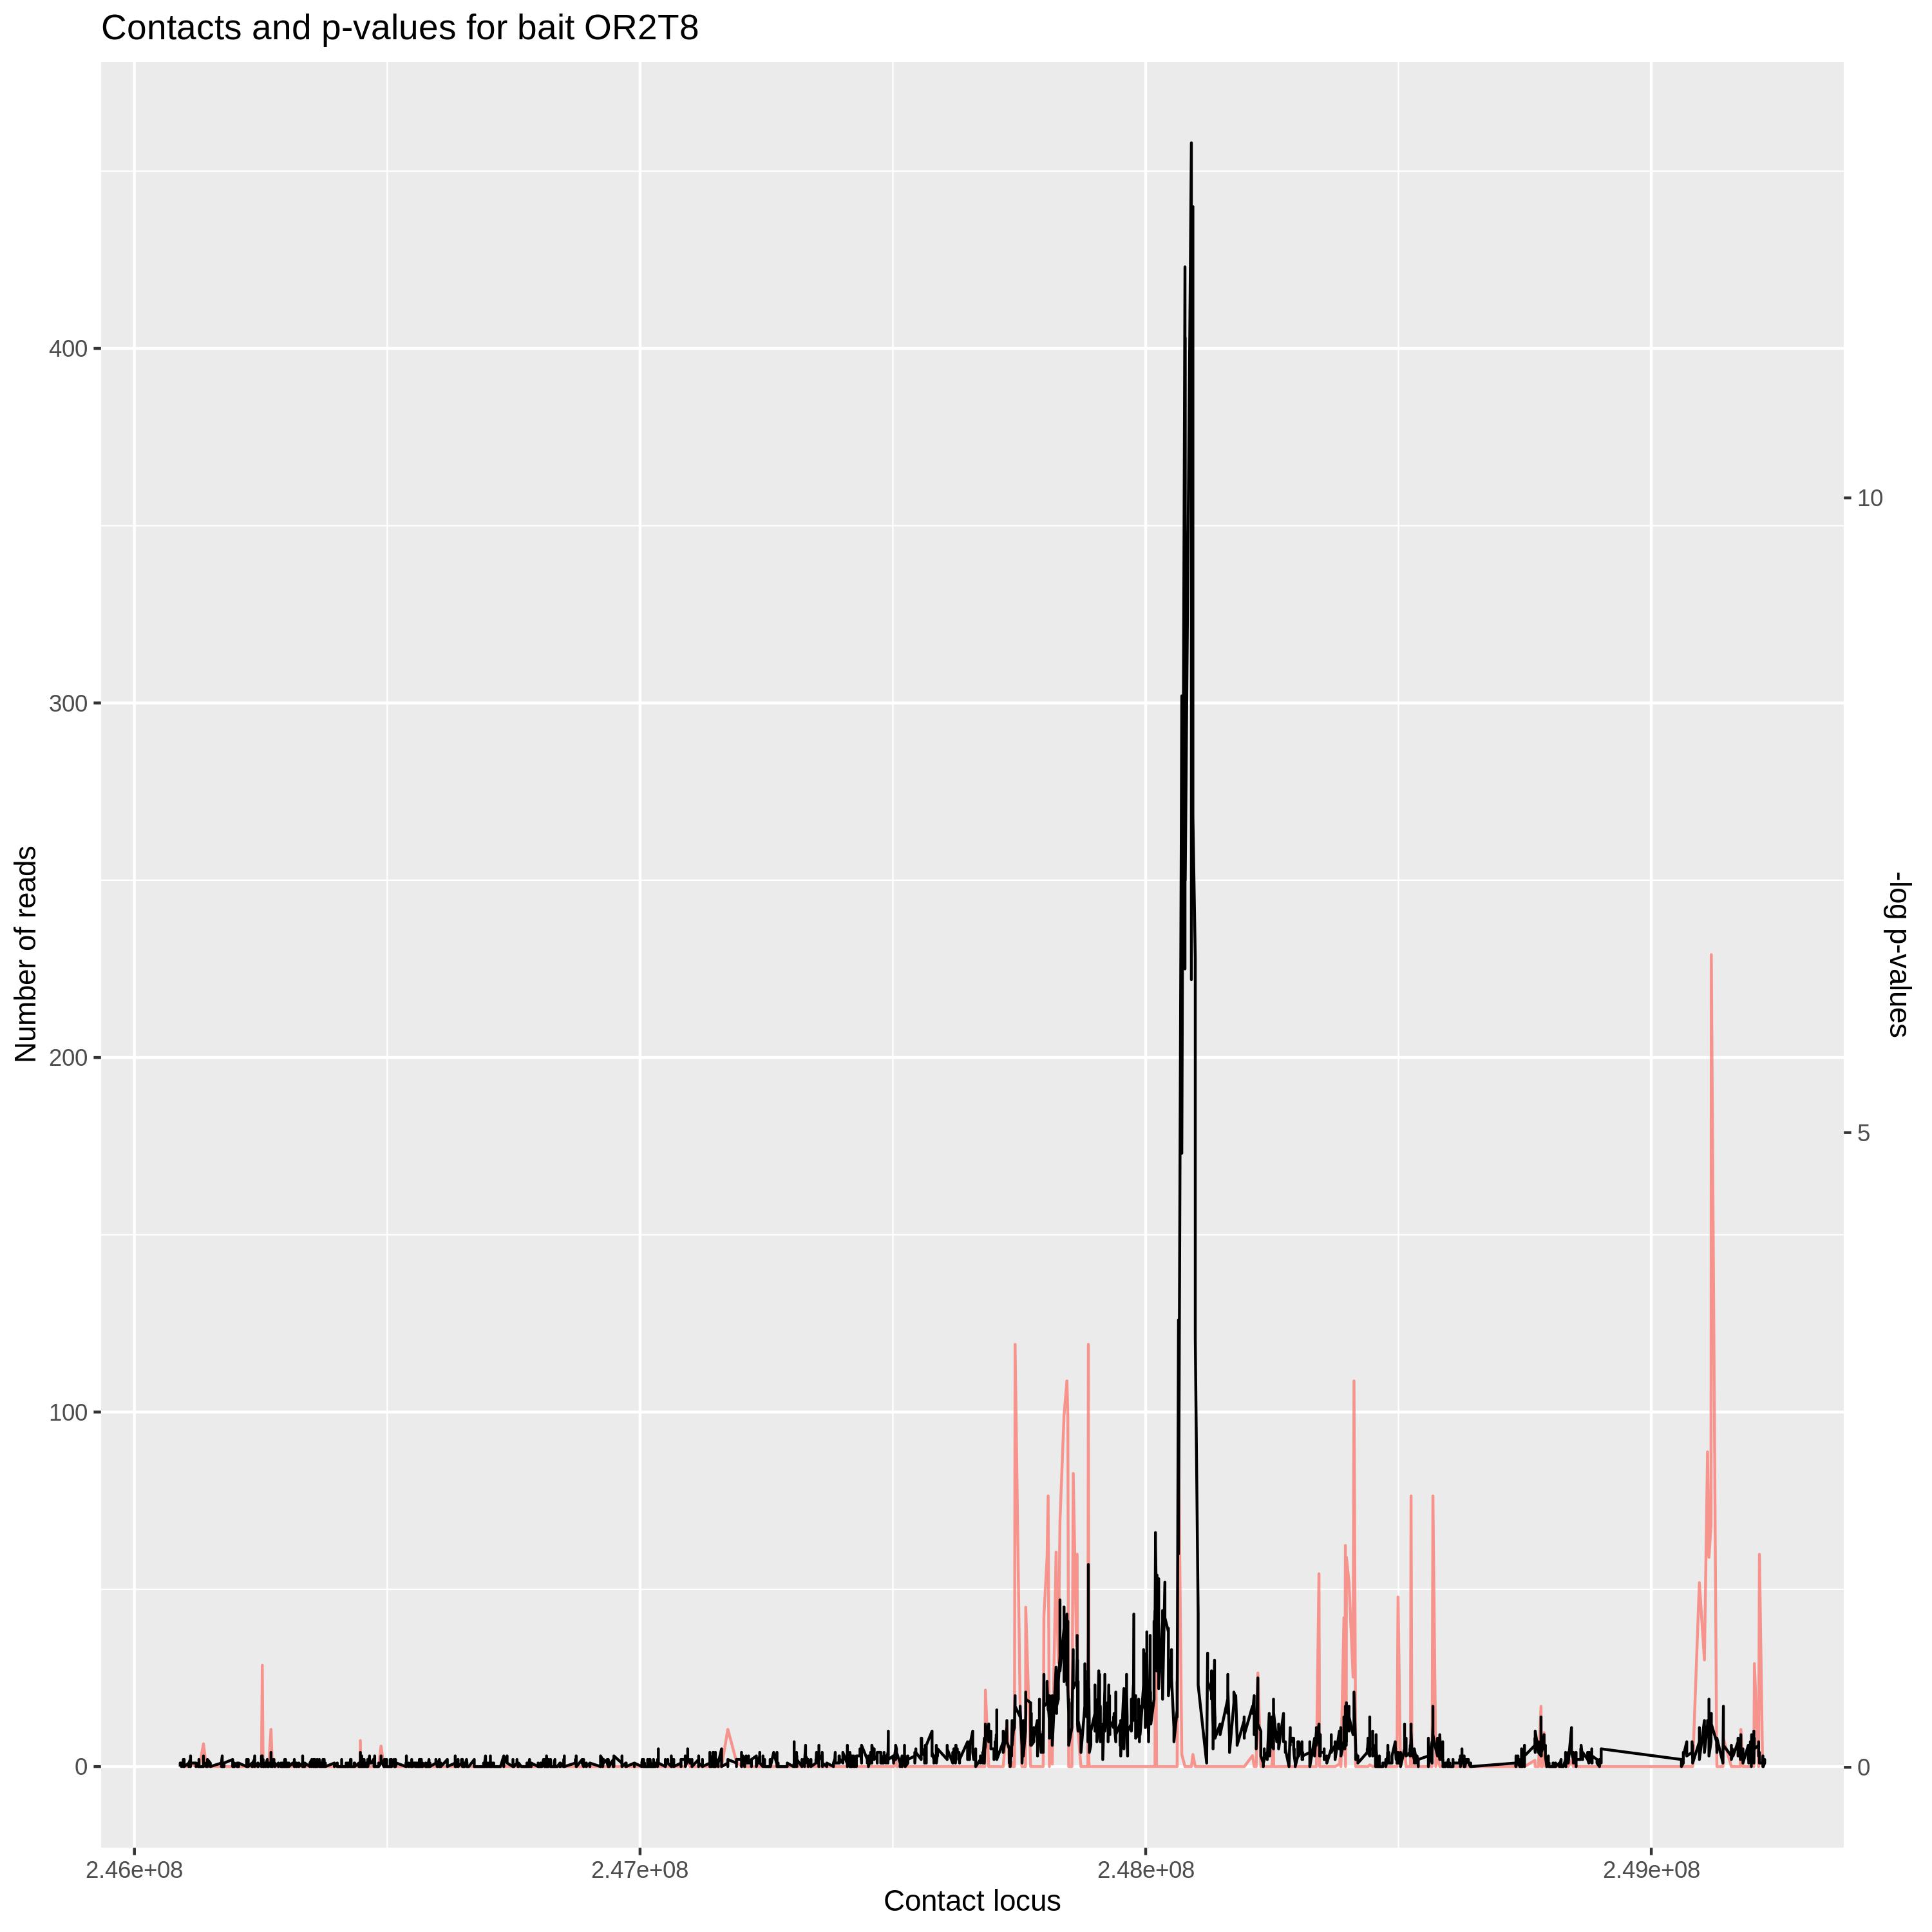 Contacts and p-values for bait OR2T8
400
300
200
100
0
Number of reads
10
5
0
-log p-values
2.46e+08
2.47e+08
2.48e+08
2.49e+08
Contact locus